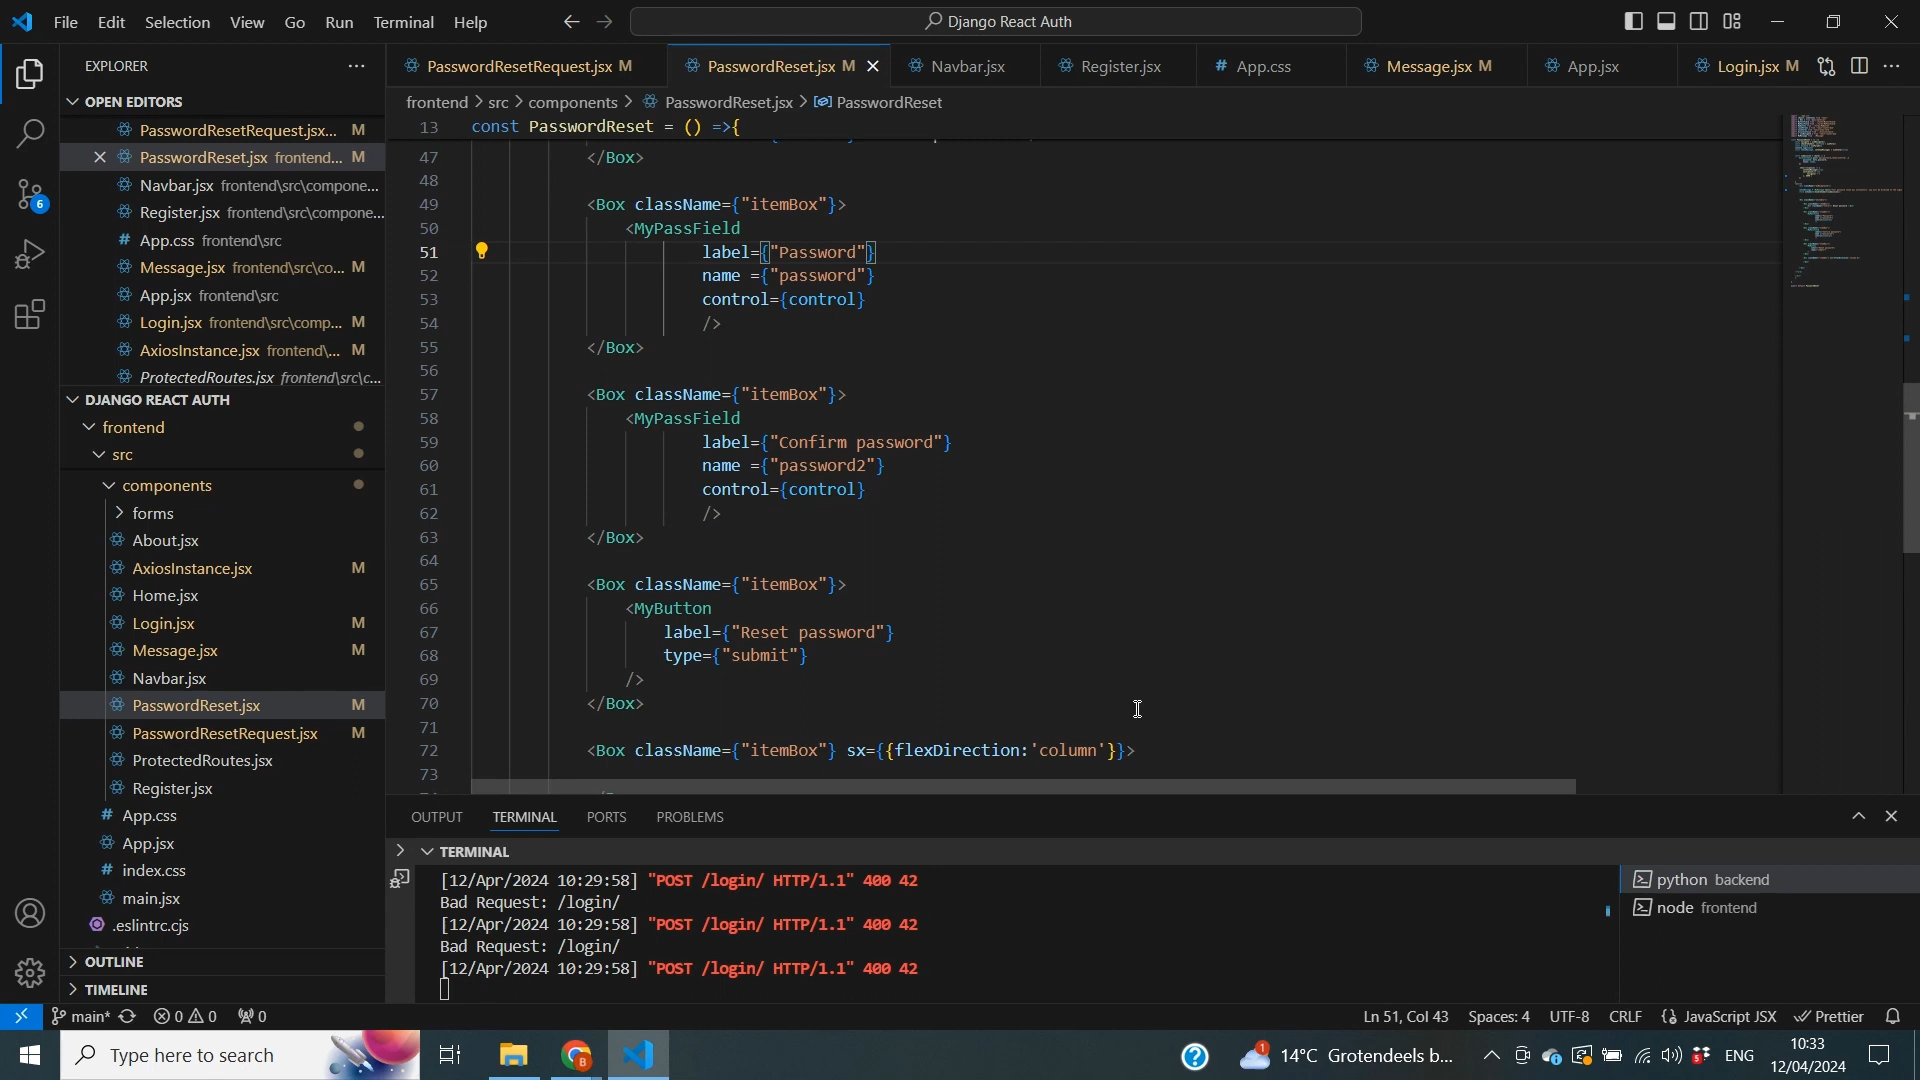 File Edit Selection View Go Run Terminal Help
Django React Auth
EXPLORER
OPEN EDITORS
PasswordResetRequest.jsx... M
PasswordReset.jsx frontend... M
Navbar.jsx frontend\src\compone...
Register.jsx frontend\src\compone...
# App.css frontend\src
Message.jsx frontend\src\co... M
App.jsx frontend\src
Login.jsx frontend\src\comp... M
AxiosInstance.jsx frontend\... M
ProtectedRoutes.jsx frontend\src\c...
DJANGO REACT AUTH
frontend
src
components
forms
About.jsx
AxiosInstance.jsx M
Home.jsx
Login.jsx M
Message.jsx M
Navbar.jsx
PasswordReset.jsx M
PasswordResetRequest.jsx M
ProtectedRoutes.jsx
Register.jsx
# App.css
App.jsx
# index.css
main.jsx
.eslintrc.cjs
OUTLINE
TIMELINE
6
PasswordResetRequest.jsx M PasswordReset.jsx M Navbar.jsx Register.jsx # App.css Message.jsx M App.jsx Login.jsx M
frontend > src > components > PasswordReset.jsx > PasswordReset
13 const PasswordReset = () =>{
47 </Box>
48
49 <Box className={"itemBox"}>
50 <MyPassField
51 label={"Password"}
52 name ={"password"}
53 control={control}
54 />
55 </Box>
56
57 <Box className={"itemBox"}>
58 <MyPassField
59 label={"Confirm password"}
60 name ={"password2"}
61 control={control}
62 />
63 </Box>
64
65 <Box className={"itemBox"}>
66 <MyButton
67 label={"Reset password"}
68 type={"submit"}
69 />
70 </Box>
71
72 <Box className={"itemBox"} sx={{flexDirection:'column'}}>
73
OUTPUT TERMINAL PORTS PROBLEMS
TERMINAL
[12/Apr/2024 10:29:58] "POST /login/ HTTP/1.1" 400 42
Bad Request: /login/
[12/Apr/2024 10:29:58] "POST /login/ HTTP/1.1" 400 42
Bad Request: /login/
[12/Apr/2024 10:29:58] "POST /login/ HTTP/1.1" 400 42
python backend
node frontend
main* 0 0 0
Ln 51, Col 43 Spaces: 4 UTF-8 CRLF JavaScript JSX Prettier
Type here to search
1 14°C Grotendeels b... 5 ENG
10:33
12/04/2024